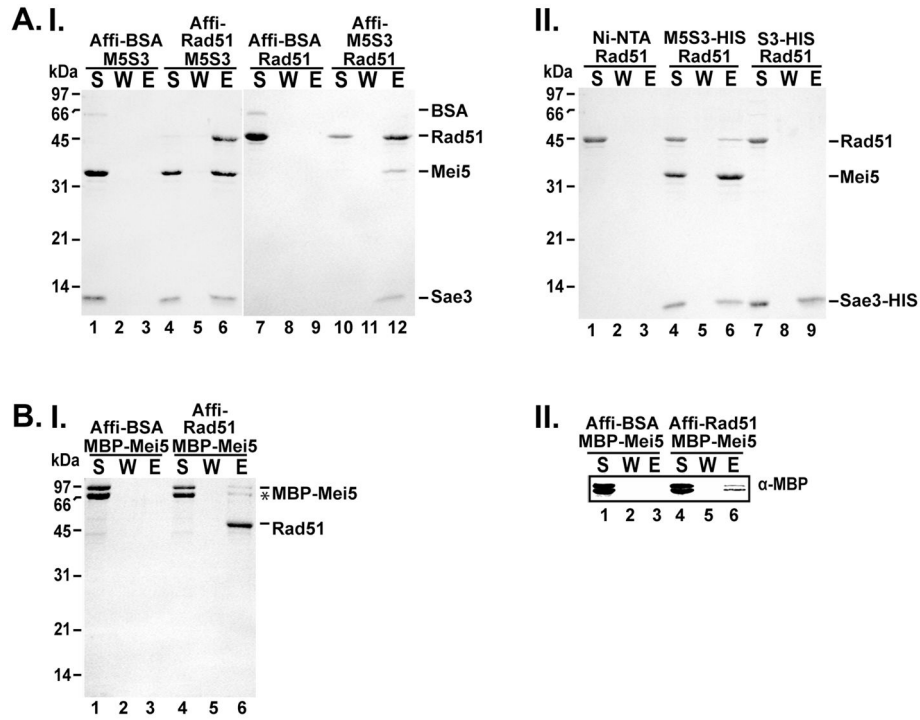 A. I.
Affi-BSA M5S3
Affi-Rad51 M5S3
Affi-BSA Rad51
Affi-M5S3 Rad51
kDa S W E S W E S W E S W E
97
66
45
31
21
14
BSA
Rad51
Mei5
Sae3
1 2 3 4 5 6 7 8 9 10 11 12
II.
Ni-NTA Rad51
M5S3-HIS Rad51
S3-HIS Rad51
kDa S W E S W E S W E
97
66
45
31
21
14
Rad51
Mei5
Sae3-HIS
1 2 3 4 5 6 7 8 9
B. I.
Affi-BSA MBP-Mei5
Affi-Rad51 MBP-Mei5
kDa S W E S W E
97
66
45
31
21
14
* MBP-Mei5
Rad51
1 2 3 4 5 6
II.
Affi-BSA MBP-Mei5
Affi-Rad51 MBP-Mei5
S W E S W E
α-MBP
1 2 3 4 5 6